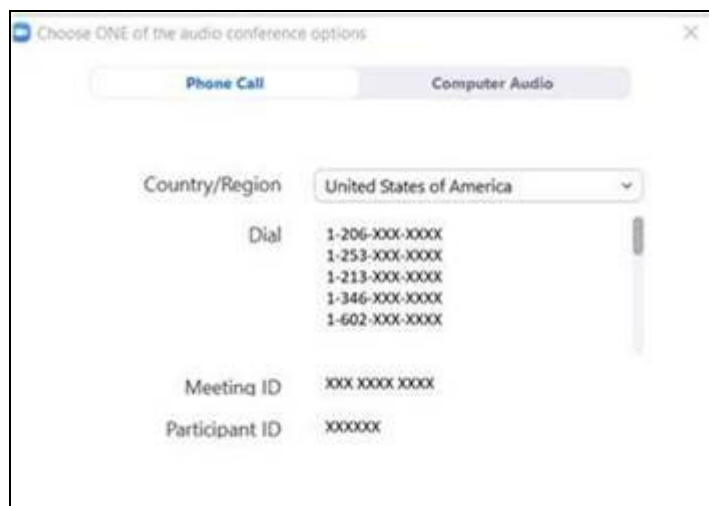 Choose ONE of the audio conference options
Phone Call
Computer Audio
Country/Region
United States of America
Dial
1-206-XXX-XXXX
1-253-XXX-XXXX
1-213-XXX-XXXX
1-346-XXX-XXXX
1-602-XXX-XXXX
Meeting ID
XXX XXXX XXXX
Participant ID
XXXXXX